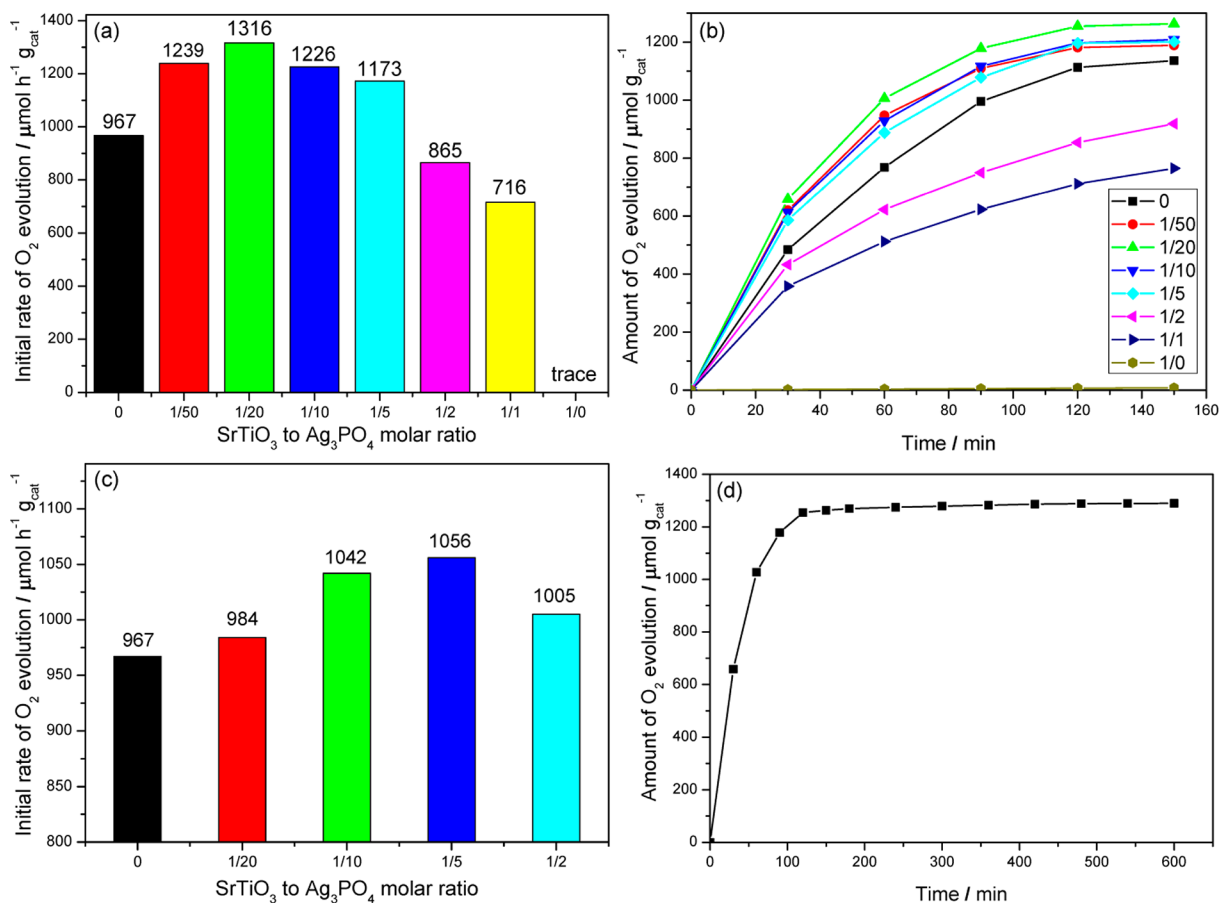 (a)
Initial rate of O₂ evolution / μmol h⁻¹ g_cat⁻¹
1400
1200
1000
800
600
400
200
0
967
1239
1316
1226
1173
865
716
trace
0 1/50 1/20 1/10 1/5 1/2 1/1 1/0
SrTiO₃ to Ag₃PO₄ molar ratio
(b)
Amount of O₂ evolution / μmol g_cat⁻¹
1200
1000
800
600
400
200
0
0
1/50
1/20
1/10
1/5
1/2
1/1
1/0
0 20 40 60 80 100 120 140 160
Time / min
(c)
Initial rate of O₂ evolution / μmol h⁻¹ g_cat⁻¹
1100
1050
1000
950
900
850
800
967
984
1042
1056
1005
0 1/20 1/10 1/5 1/2
SrTiO₃ to Ag₃PO₄ molar ratio
(d)
Amount of O₂ evolution / μmol g_cat⁻¹
1400
1200
1000
800
600
400
200
0
0 100 200 300 400 500 600
Time / min